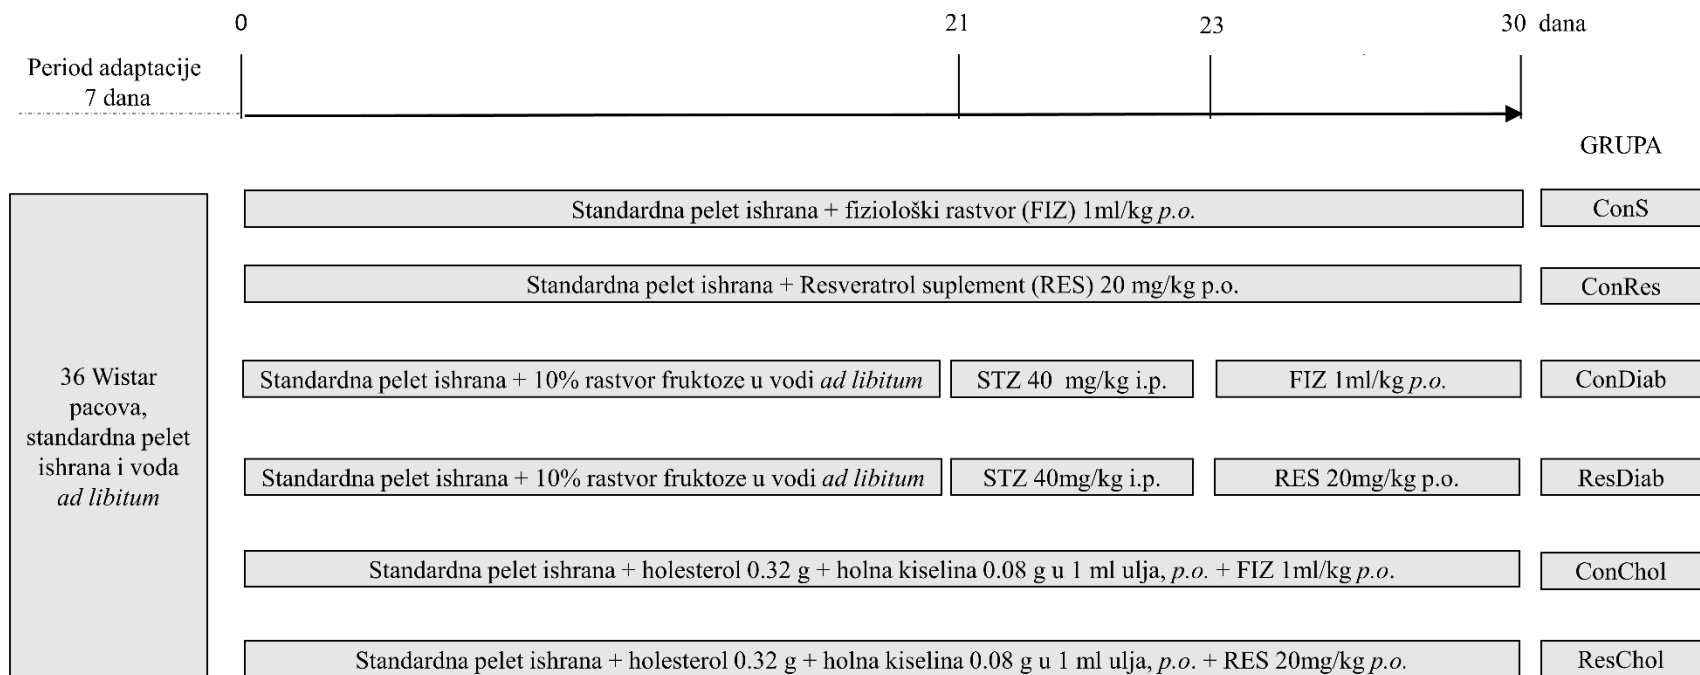 0 21 23 30 dana
Period adaptacije
7 dana
GRUPA
Standardna pelet ishrana + fiziološki rastvor (FIZ) 1ml/kg p.o.
ConS
Standardna pelet ishrana + Resveratrol suplement (RES) 20 mg/kg p.o.
ConRes
36 Wistar
pacova,
standardna pelet
ishrana i voda
ad libitum
Standardna pelet ishrana + 10% rastvor fruktoze u vodi ad libitum
STZ 40 mg/kg i.p.
FIZ 1ml/kg p.o.
ConDiab
Standardna pelet ishrana + 10% rastvor fruktoze u vodi ad libitum
STZ 40mg/kg i.p.
RES 20mg/kg p.o.
ResDiab
Standardna pelet ishrana + holesterol 0.32 g + holna kiselina 0.08 g u 1 ml ulja, p.o. + FIZ 1ml/kg p.o.
ConChol
Standardna pelet ishrana + holesterol 0.32 g + holna kiselina 0.08 g u 1 ml ulja, p.o. + RES 20mg/kg p.o.
ResChol